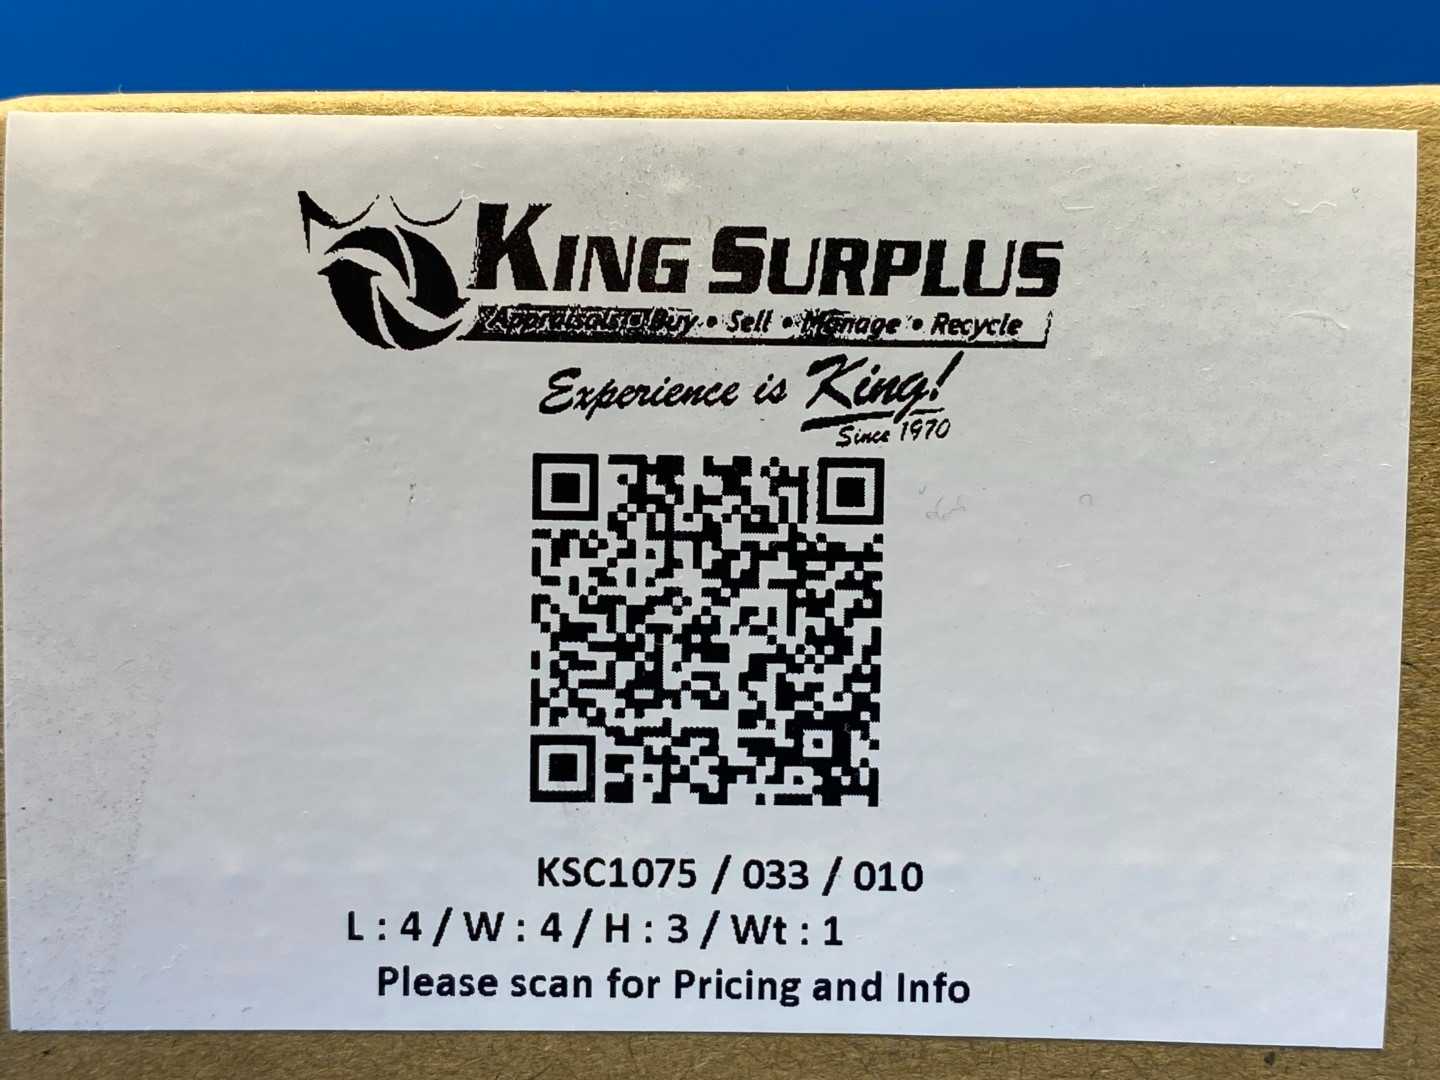 KING SURPLUS
Appraisals • Buy • Sell • Manage • Recycle
Experience is King!
Since 1970
KSC1075 / 033 / 010
L : 4 / W : 4 / H : 3 / Wt : 1
Please scan for Pricing and Info